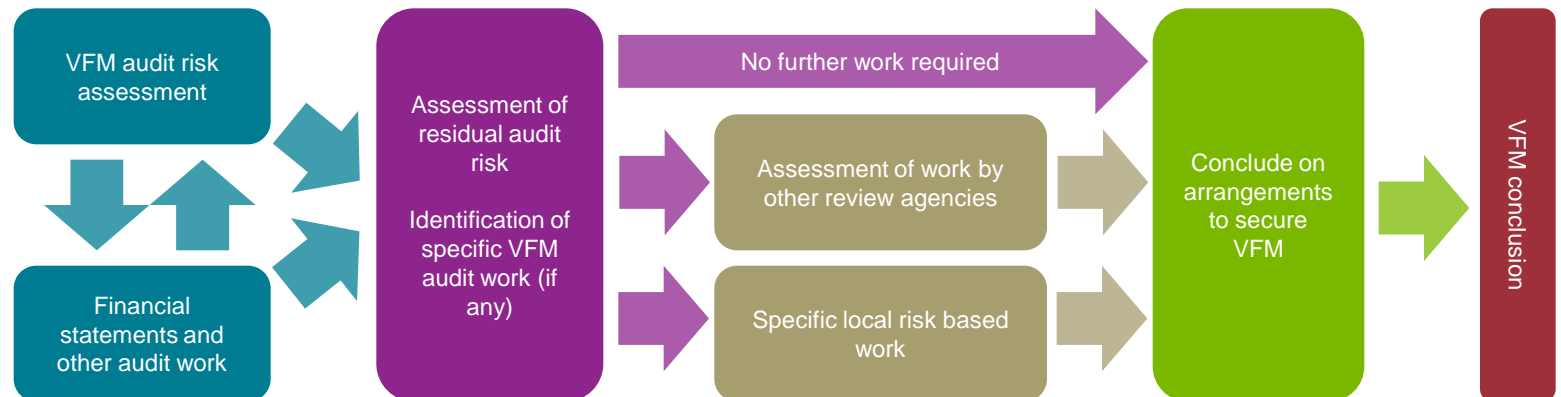 VFM audit risk
assessment
Financial
statements and
other audit work
Assessment of
residual audit
risk
Identification of
specific VFM
audit work (if
any)
No further work required
Assessment of work by
other review agencies
Specific local risk based
work
Conclude on
arrangements
to secure
VFM
VFM conclusion